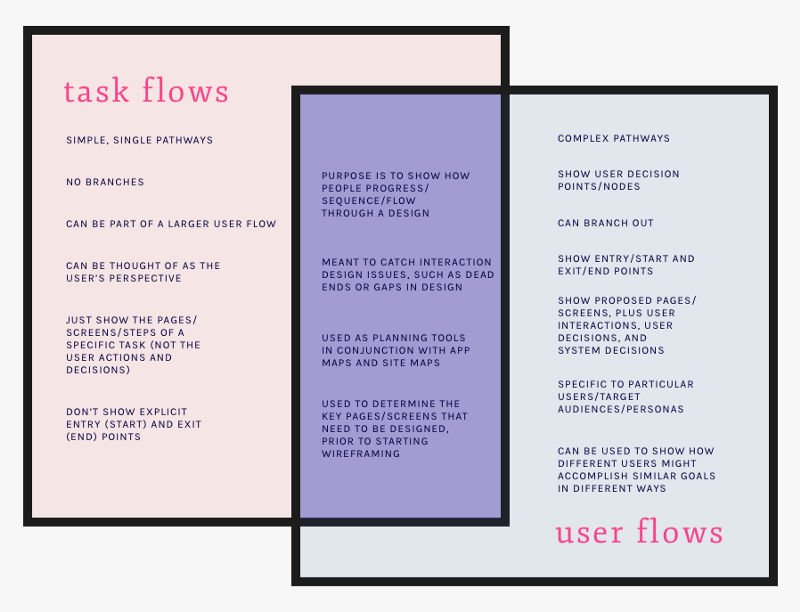 task flows
SIMPLE, SINGLE PATHWAYS
NO BRANCHES
CAN BE PART OF A LARGER USER FLOW
CAN BE THOUGHT OF AS THE
USER'S PERSPECTIVE
JUST SHOW THE PAGES/
SCREENS/STEPS OF A
SPECIFIC TASK (NOT THE
USER ACTIONS AND
DECISIONS)
DON'T SHOW EXPLICIT
ENTRY (START) AND EXIT
(END) POINTS
PURPOSE IS TO SHOW HOW
PEOPLE PROGRESS/
SEQUENCE/FLOW
THROUGH A DESIGN
MEANT TO CATCH INTERACTION
DESIGN ISSUES, SUCH AS DEAD
ENDS OR GAPS IN DESIGN
USED AS PLANNING TOOLS
IN CONJUNCTION WITH APP
MAPS AND SITE MAPS
USED TO DETERMINE THE
KEY PAGES/SCREENS THAT
NEED TO BE DESIGNED,
PRIOR TO STARTING
WIREFRAMING
COMPLEX PATHWAYS
SHOW USER DECISION
POINTS/NODES
CAN BRANCH OUT
SHOW ENTRY/START AND
EXIT/END POINTS
SHOW PROPOSED PAGES/
SCREENS, PLUS USER
INTERACTIONS, USER
DECISIONS, AND
SYSTEM DECISIONS
SPECIFIC TO PARTICULAR
USERS/TARGET
AUDIENCES/PERSONAS
CAN BE USED TO SHOW HOW
DIFFERENT USERS MIGHT
ACCOMPLISH SIMILAR GOALS
IN DIFFERENT WAYS
user flows